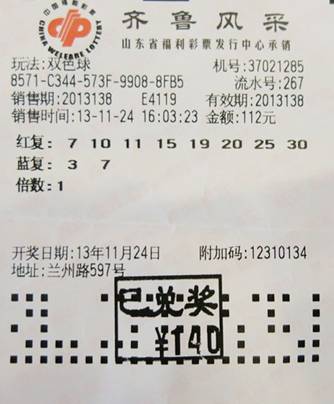 中国福利彩票
CHINA WELFARE LOTTERY
齐鲁风采
山东省福利彩票发行中心承销
玩法:双色球 机号:37021285
8571-C344-573F-9908-8FB5 流水号:267
销售期:2013138 E4119 有效期:2013138
销售时间:13-11-24 16:03:23 金额:112元
红复: 7 10 11 15 19 20 25 30
蓝复: 3 7
倍数:1
开奖日期:13年11月24日 附加码:12310134
地址:兰州路597号
已兑奖
¥140